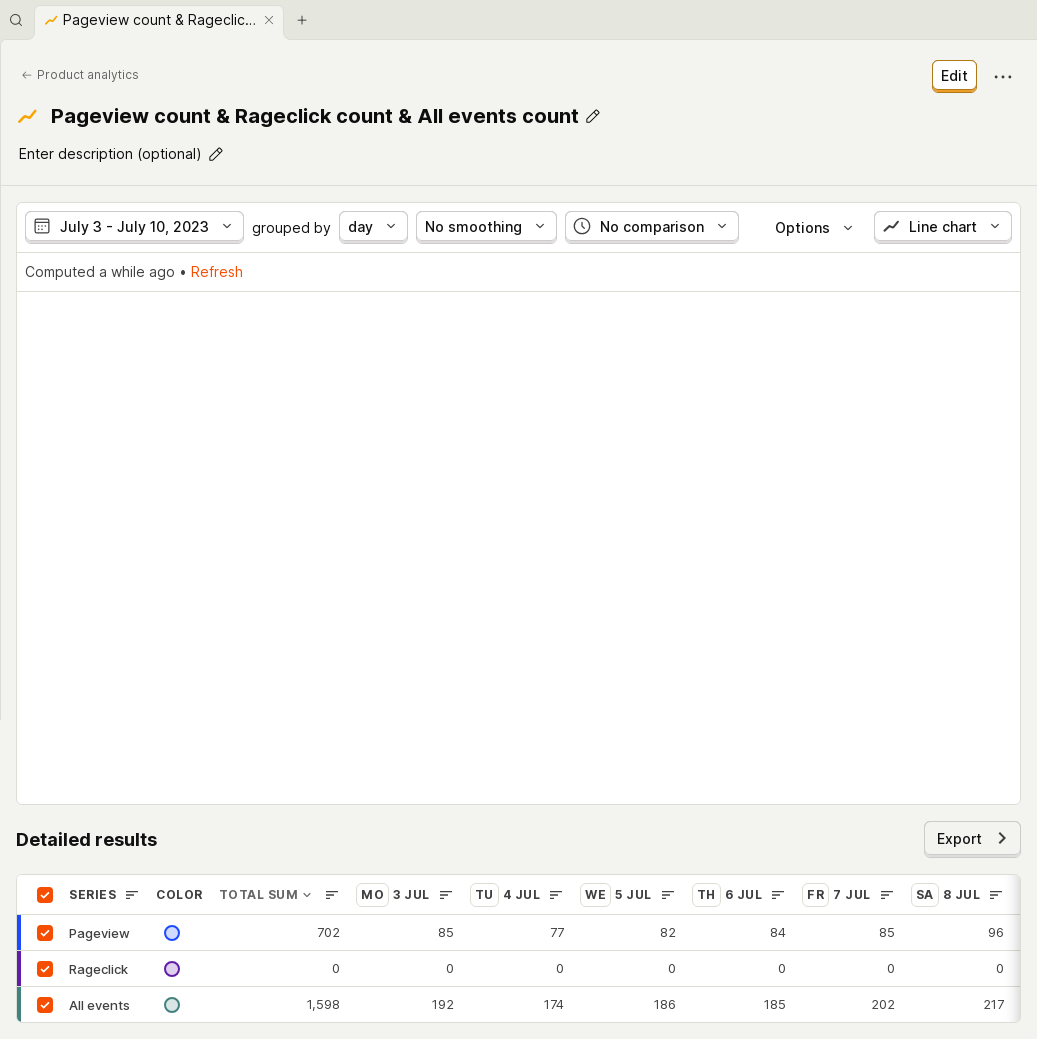 Pageview count & Rageclic...
Product analytics
Edit
Pageview count & Rageclick count & All events count
Enter description (optional)
July 3 - July 10, 2023 grouped by day No smoothing No comparison Options Line chart
Computed a while ago • Refresh
Detailed results
Export
SERIES COLOR TOTAL SUM MO 3 JUL TU 4 JUL WE 5 JUL TH 6 JUL FR 7 JUL SA 8 JUL
Pageview 702 85 77 82 84 85 96
Rageclick 0 0 0 0 0 0 0
All events 1,598 192 174 186 185 202 217